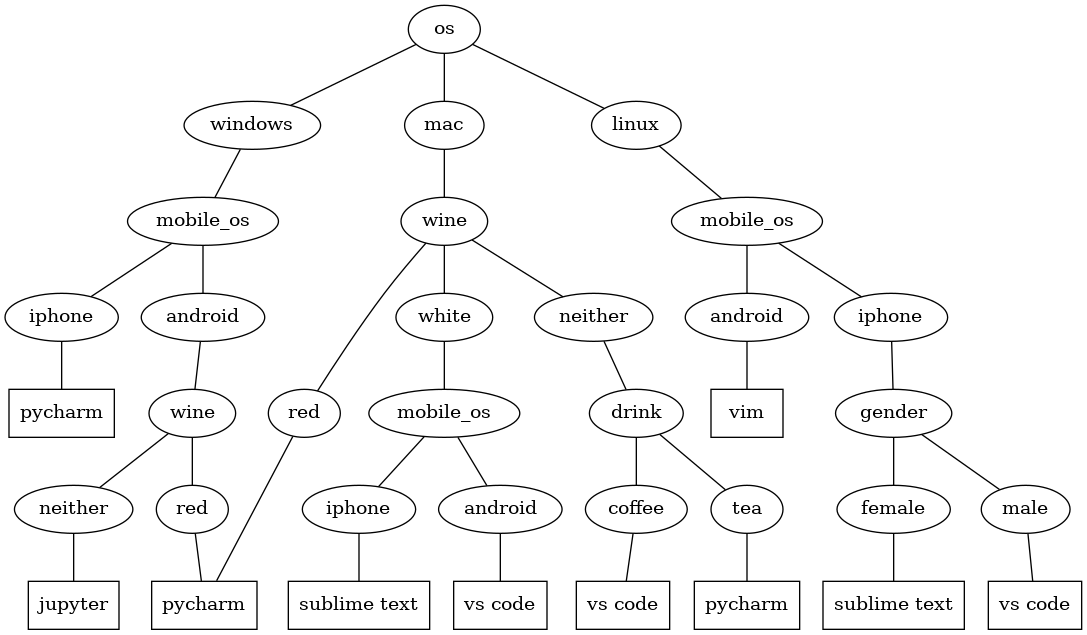 os
windows
mac
linux
mobile_os
wine
mobile_os
iphone
android
white
neither
android
iphone
pycharm
wine
red
mobile_os
drink
vim
gender
neither
red
iphone
android
coffee
tea
female
male
jupyter
pycharm
sublime text
vs code
vs code
pycharm
sublime text
vs code